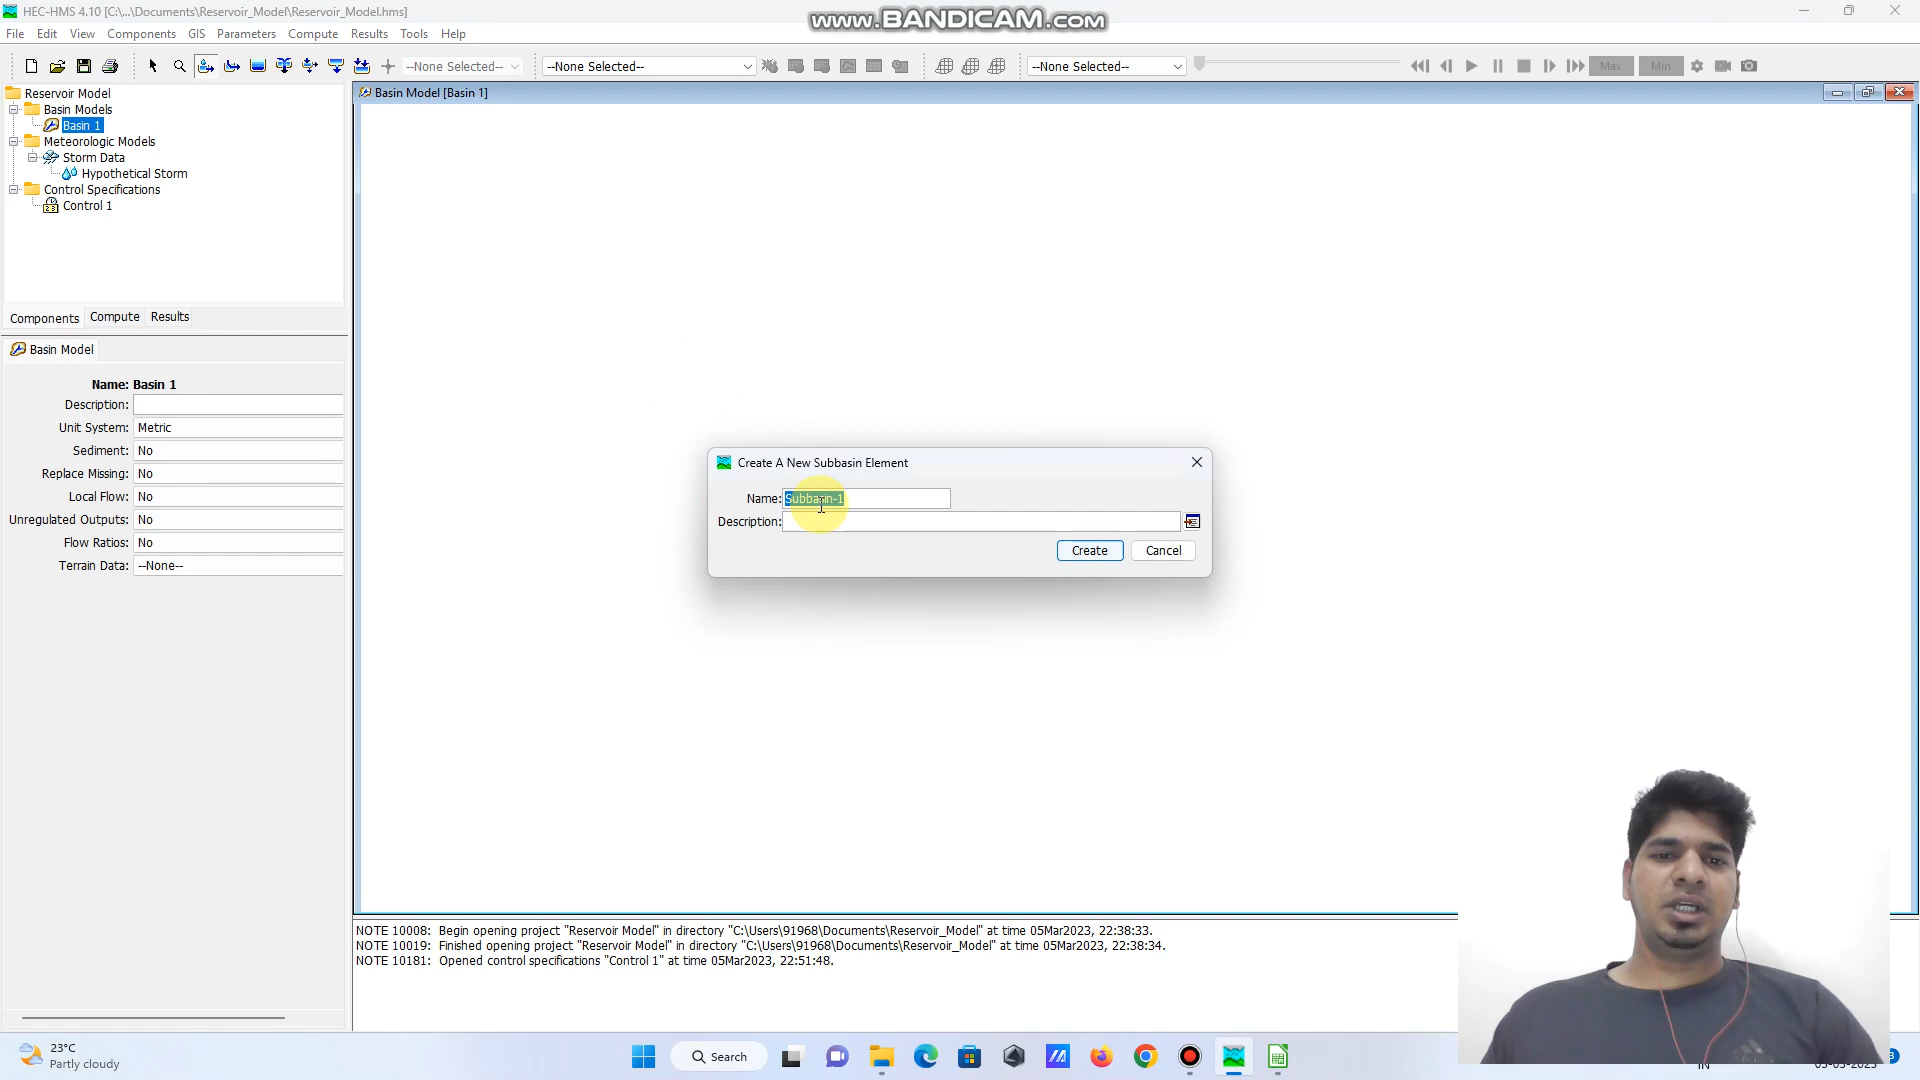 HEC-HMS 4.10 [C:\...\Documents\Reservoir_Model\Reservoir_Model.hms]
www.BANDICAM.com
File Edit View Components GIS Parameters Compute Results Tools Help
--None Selected-- --None Selected-- --None Selected-- Max Min
Reservoir Model
Basin Models
Basin 1
Meteorologic Models
Storm Data
Hypothetical Storm
Control Specifications
Control 1
Components Compute Results
Basin Model [Basin 1]
Basin Model
Name: Basin 1
Description:
Unit System: Metric
Sediment: No
Replace Missing: No
Local Flow: No
Unregulated Outputs: No
Flow Ratios: No
Terrain Data: --None--
Create A New Subbasin Element
Name: Subbasin-1
Description:
Create Cancel
NOTE 10008: Begin opening project "Reservoir Model" in directory "C:\Users\91968\Documents\Reservoir_Model" at time 05Mar2023, 22:38:33.
NOTE 10019: Finished opening project "Reservoir Model" in directory "C:\Users\91968\Documents\Reservoir_Model" at time 05Mar2023, 22:38:34.
NOTE 10181: Opened control specifications "Control 1" at time 05Mar2023, 22:51:48.
23°C
Partly cloudy
Search